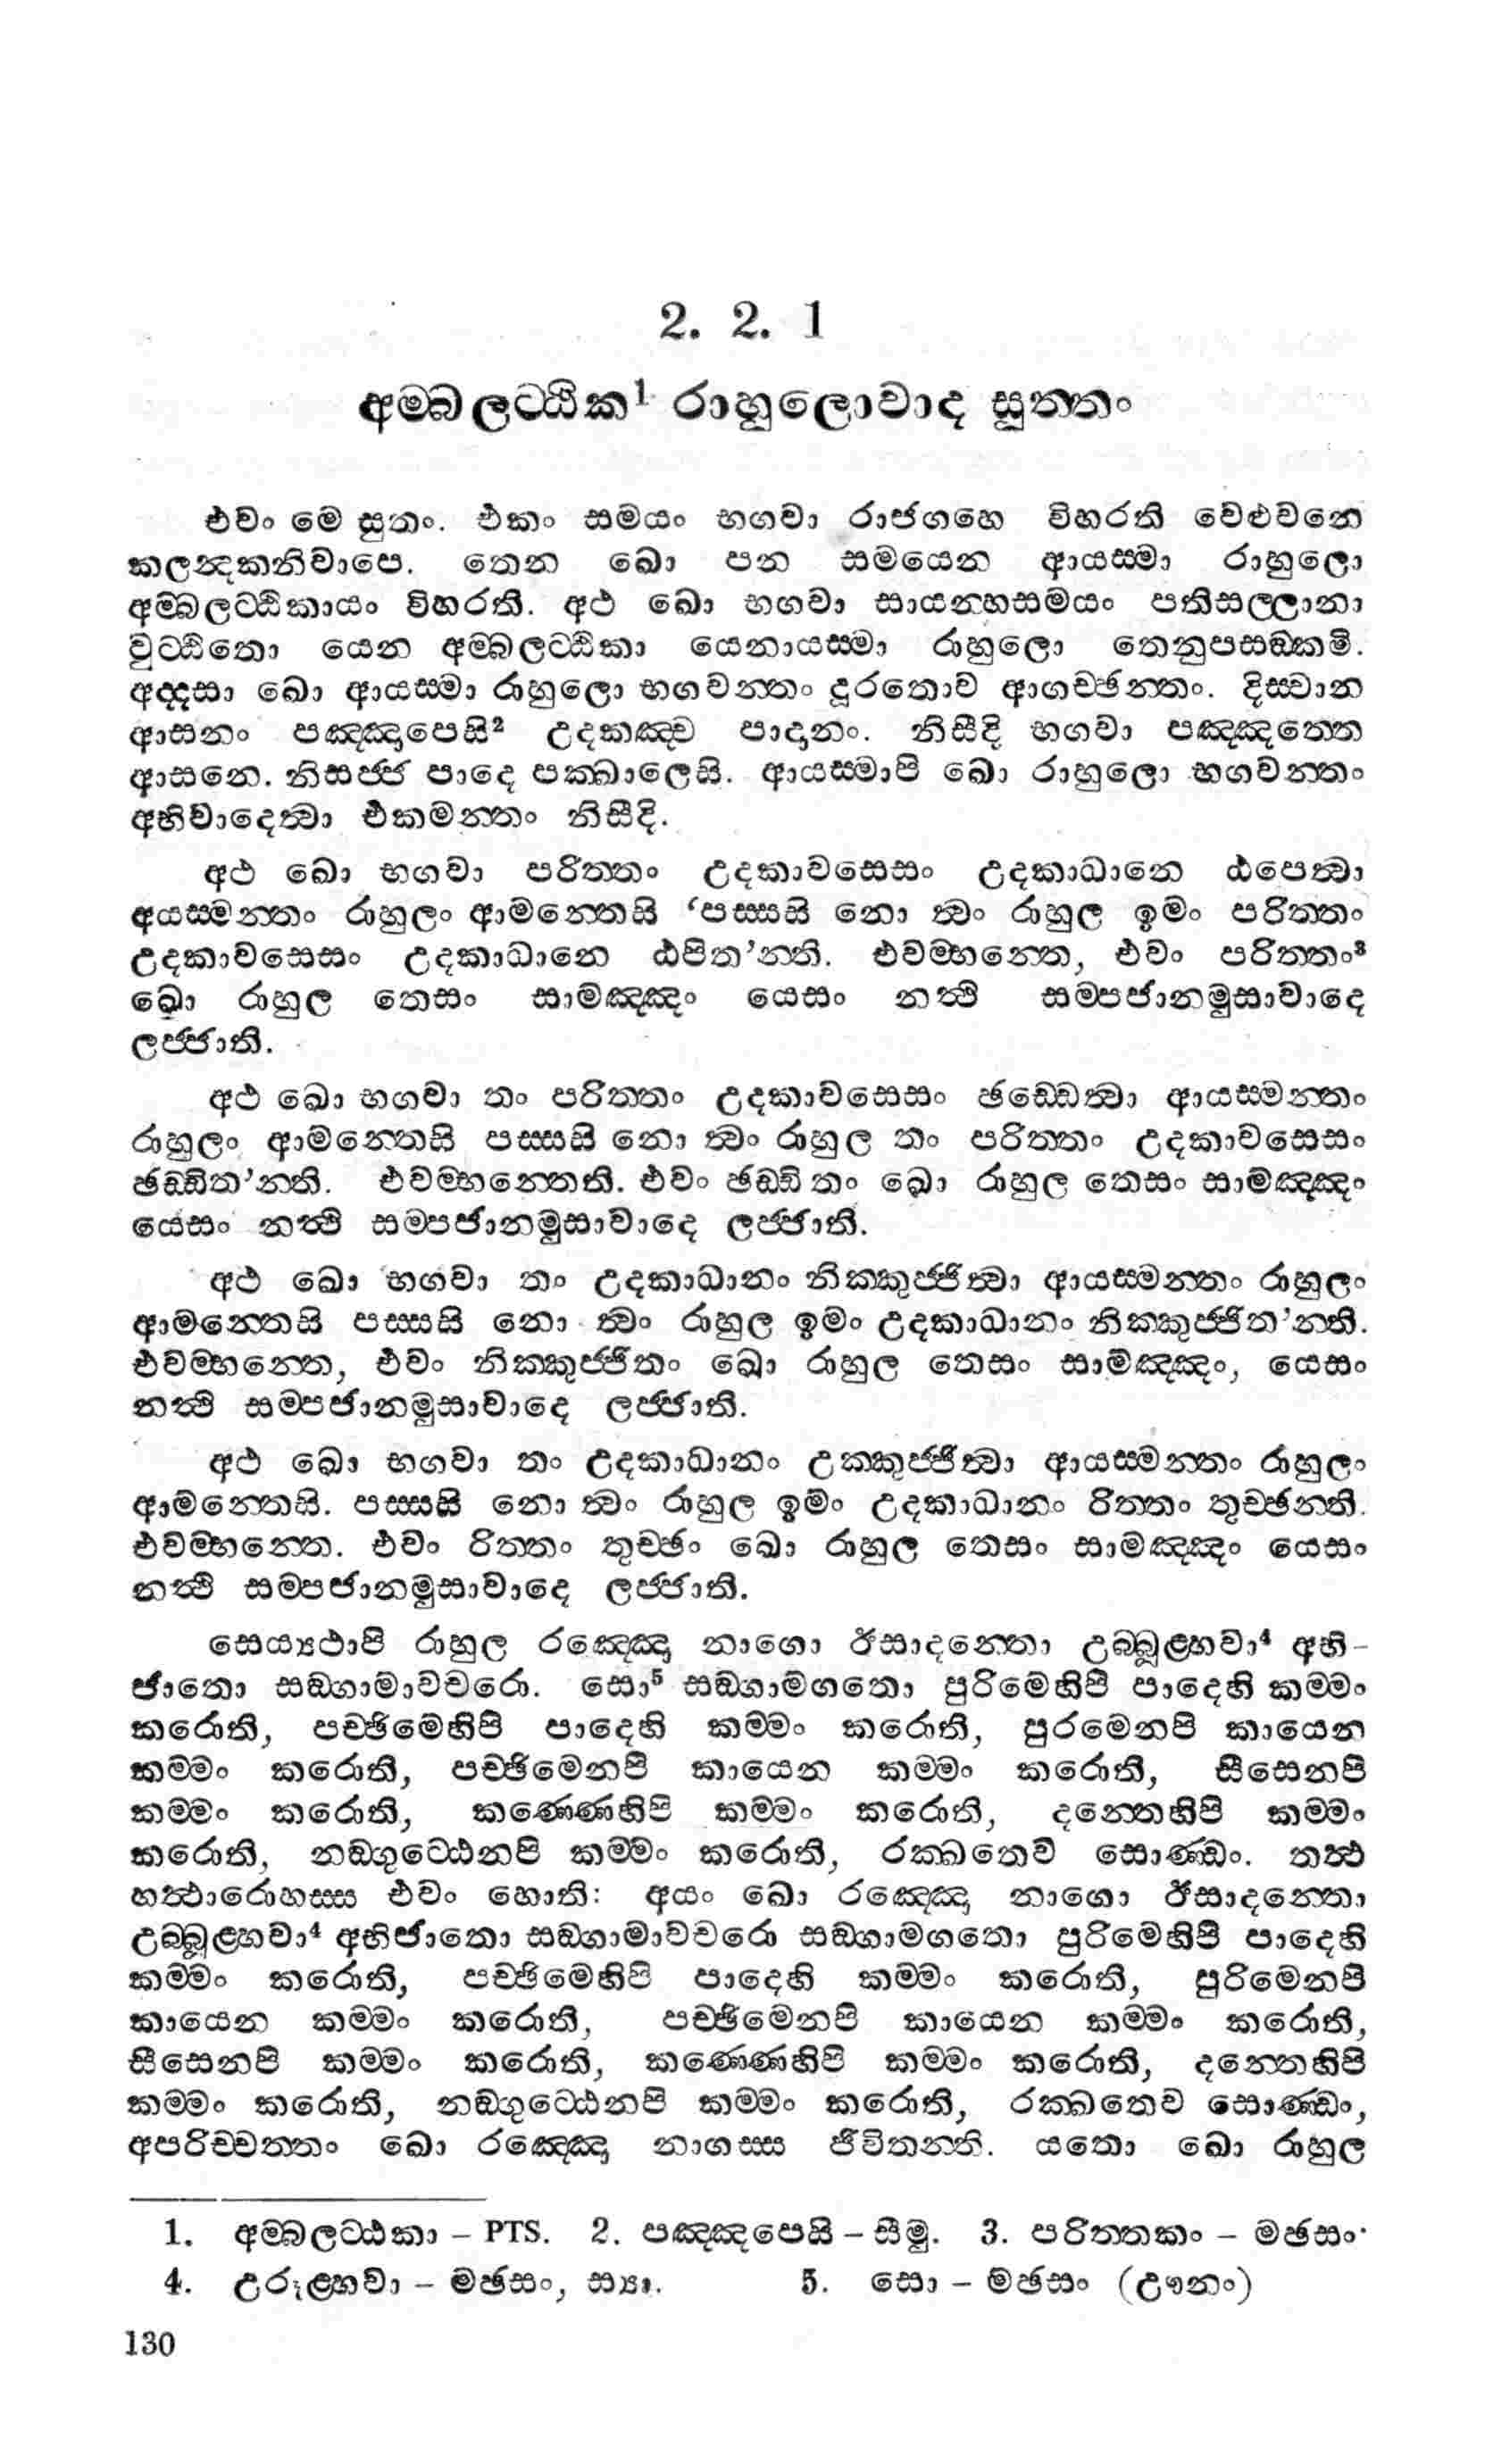 2. 2. 1
අම්බලට්ඨික¹ රාහුලොවාද සුත්තං
එවං මෙ සුතං. එකං සමයං භගවා රාජගහෙ විහරති වෙළුවනෙ
කලන්දකනිවාපෙ. තෙන ඛො පන සමයෙන ආයස්මා රාහුලො
අම්බලට්ඨිකායං විහරති. අථ ඛො භගවා සායන්හසමයං පතිසල්ලානා
වුට්ඨිතො යෙන අම්බලට්ඨිකා යෙනායස්මා රාහුලො තෙනුපසඞ්කමි.
අද්දසා ඛො ආයස්මා රාහුලො භගවන්තං දූරතොව ආගච්ඡන්තං. දිස්වාන
ආසනං පඤ්ඤාපෙසි² උදකඤ්ච පාදානං. නිසීදි භගවා පඤ්ඤත්තෙ
ආසනෙ. නිසජ්ජ පාදෙ පක්ඛාලෙසි. ආයස්මාපි ඛො රාහුලො භගවන්තං
අභිවාදෙත්වා එකමන්තං නිසීදි.
අථ ඛො භගවා පරිත්තං උදකාවසෙසං උදකාධානෙ ඨපෙත්වා
අයස්මන්තං රාහුලං ආමන්තෙසි ‘පස්සසි නො ත්වං රාහුල ඉමං පරිත්තං
උදකාවසෙසං උදකාධානෙ ඨපිත’න්ති. එවම්භන්තෙ, එවං පරිත්තං³
ඛො රාහුල තෙසං සාමඤ්ඤං යෙසං නත්ථි සම්පජානමුසාවාදෙ
ලජ්ජාති.
අථ ඛො භගවා තං පරිත්තං උදකාවසෙසං ඡඩ්ඩෙත්වා ආයස්මන්තං
රාහුලං ආමන්තෙසි පස්සසි නො ත්වං රාහුල තං පරිත්තං උදකාවසෙසං
ඡඩ්ඩිත’න්ති. එවම්භන්තෙති. එවං ඡඩ්ඩිතං ඛො රාහුල තෙසං සාමඤ්ඤං
යෙසං නත්ථි සම්පජානමුසාවාදෙ ලජ්ජාති.
අථ ඛො භගවා තං උදකාධානං නික්කුජ්ජිත්වා ආයස්මන්තං රාහුලං
ආමන්තෙසි පස්සසි නො ත්වං රාහුල ඉමං උදකාධානං නික්කුජ්ජිත’න්ති.
එවම්භන්තෙ, එවං නික්කුජ්ජිතං ඛො රාහුල තෙසං සාමඤ්ඤං, යෙසං
නත්ථි සම්පජානමුසාවාදෙ ලජ්ජාති.
අථ ඛො භගවා තං උදකාධානං උක්කුජ්ජිත්වා ආයස්මන්තං රාහුලං
ආමන්තෙසි. පස්සසි නො ත්වං රාහුල ඉමං උදකාධානං රිත්තං තුච්ඡන්ති.
එවම්භන්තෙ. එවං රිත්තං තුච්ඡං ඛො රාහුල තෙසං සාමඤ්ඤං යෙසං
නත්ථි සම්පජානමුසාවාදෙ ලජ්ජාති.
සෙය්‍යථාපි රාහුල රඤ්ඤො නාගො ඊසාදන්තො උබ්බූළ්හවා⁴ අභි-
ජාතො සඞ්ගාමාවචරො. සො⁵ සඞ්ගාමගතො පුරිමෙහිපි පාදෙහි කම්මං
කරොති, පච්ඡිමෙහිපි පාදෙහි කම්මං කරොති, පුරමෙනපි කායෙන
කම්මං කරොති, පච්ඡිමෙනපි කායෙන කම්මං කරොති, සීසෙනපි
කම්මං කරොති, කණ්ණෙහිපි කම්මං කරොති, දන්තෙහිපි කම්මං
කරොති, නඞ්ගුට්ඨෙනපි කම්මං කරොති, රක්ඛතෙව සොණ්ඩං. තත්ථ
හත්ථාරොහස්ස එවං හොති: අයං ඛො රඤ්ඤො නාගො ඊසාදන්තො
උබ්බූළ්හවා⁴ අභිජාතො සඞ්ගාමාවචරො සඞ්ගාමගතො පුරිමෙහිපි පාදෙහි
කම්මං කරොති, පච්ඡිමෙහිපි පාදෙහි කම්මං කරොති, පුරිමෙනපි
කායෙන කම්මං කරොති, පච්ඡිමෙනපි කායෙන කම්මං කරොති,
සීසෙනපි කම්මං කරොති, කණ්ණෙහිපි කම්මං කරොති, දන්තෙහිපි
කම්මං කරොති, නඞ්ගුට්ඨෙනපි කම්මං කරොති, රක්ඛතෙව සොණ්ඩං,
අපරිච්චත්තං ඛො රඤ්ඤො නාගස්ස ජීවිතන්ති. යතො ඛො රාහුල
1. අම්බලට්ඨකා – PTS. 2. පඤ්ඤපෙසි – සීමු. 3. පරිත්තකං – මඡසං.
4. උරූළ්හවා – මඡසං, ස්‍යා. 5. සො – මඡසං (ඌනං)
130